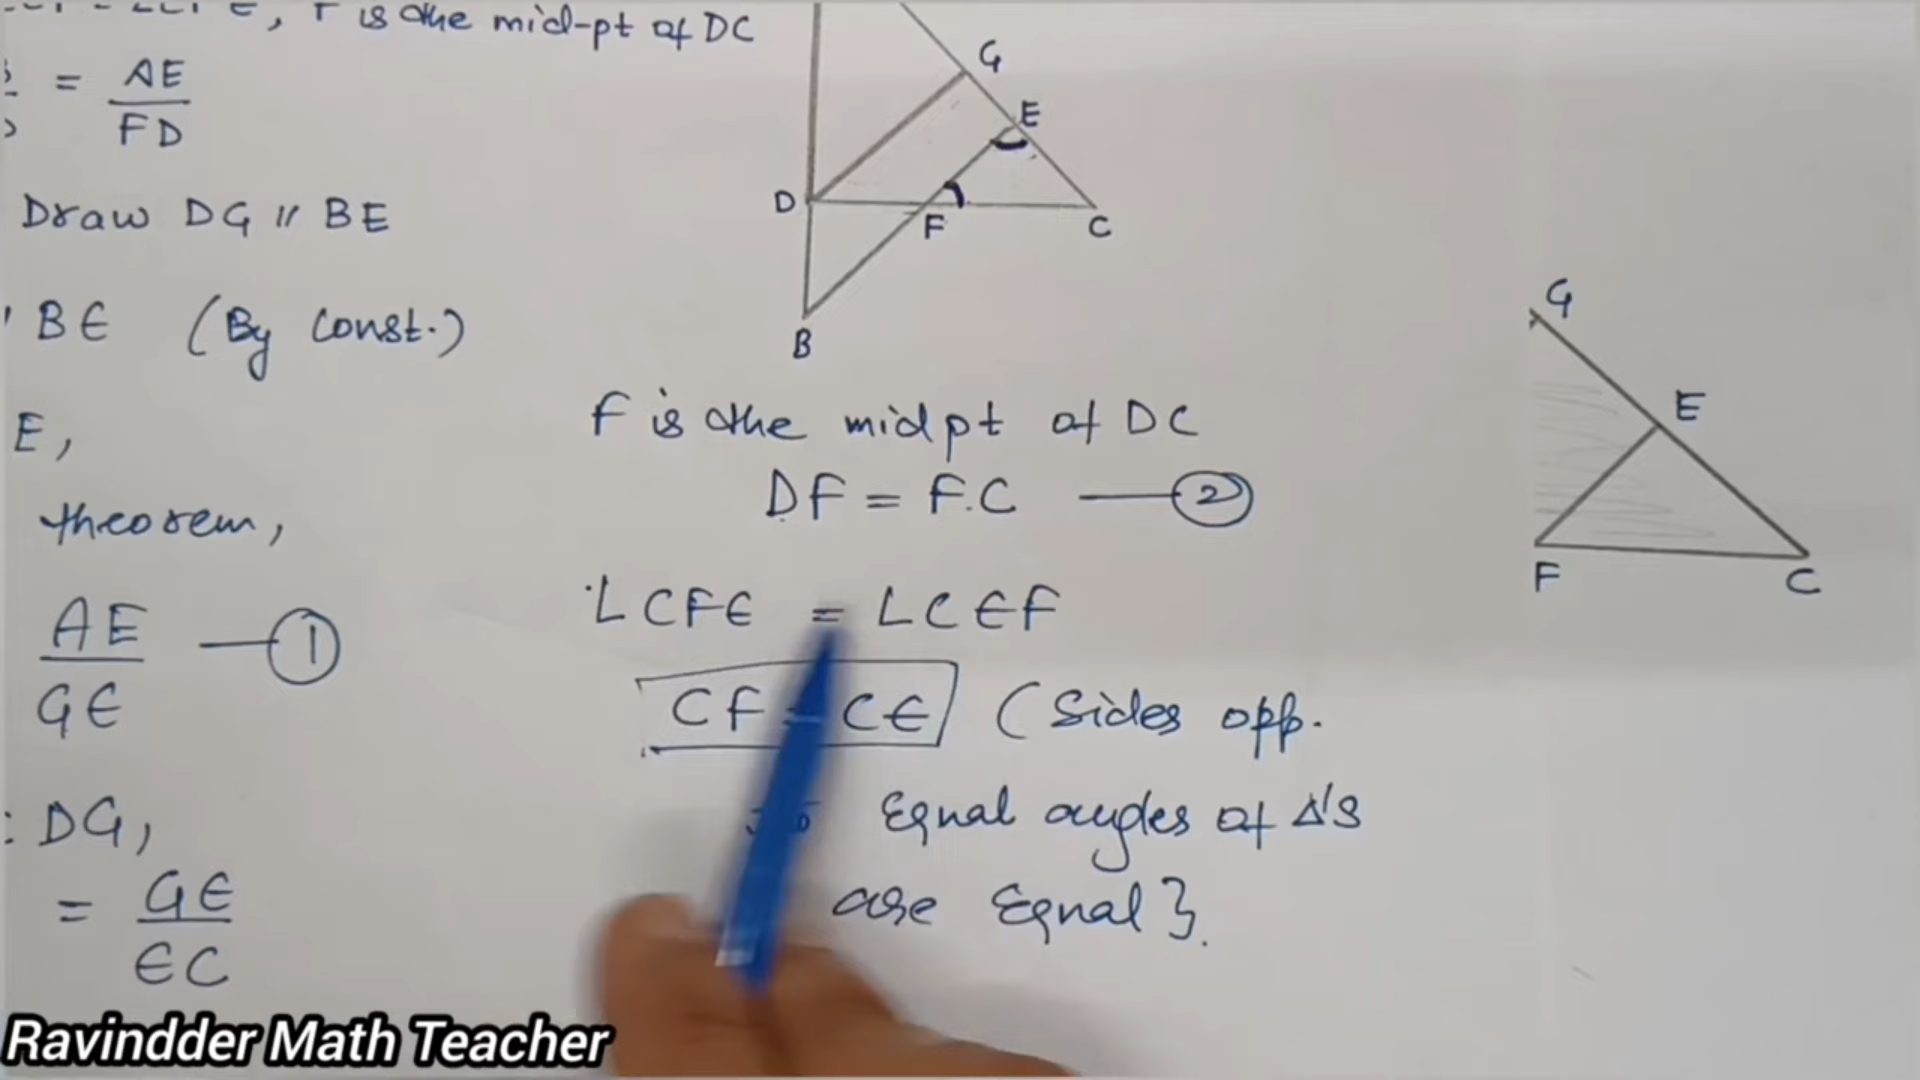 F is the mid-pt of DC
= AE
FD
Draw DG || BE
BE (By Const.)
E,
theorem,
AE
GE
1
: DG,
= GE
EC
G
E
D
F
C
B
F is the mid pt of DC
DF = F.C
2
∠CFE = ∠CEF
CF = CE (Sides opp.
Equal angles of Δ's
are Equal}.
G
E
F
C
Ravindder Math Teacher